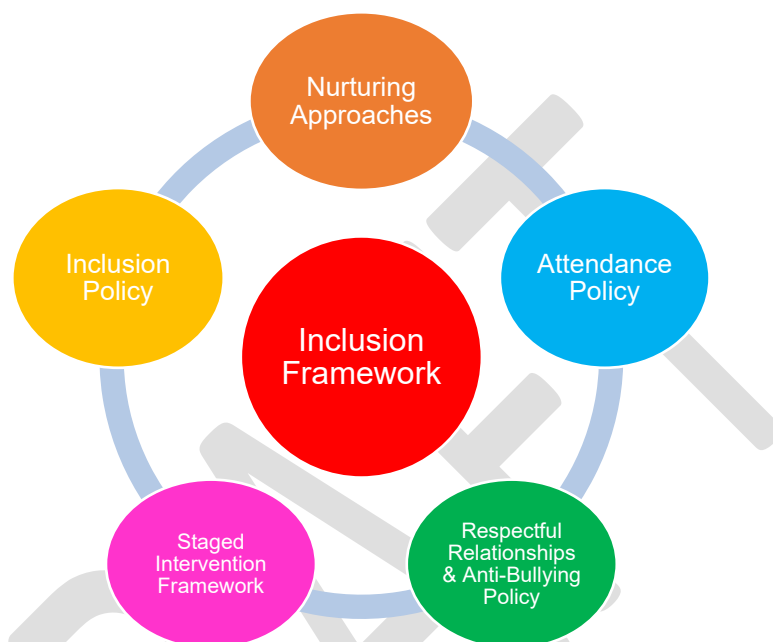 Nurturing
Approaches
Attendance
Policy
Respectful
Relationships
& Anti-Bullying
Policy
Staged
Intervention
Framework
Inclusion
Policy
Inclusion
Framework